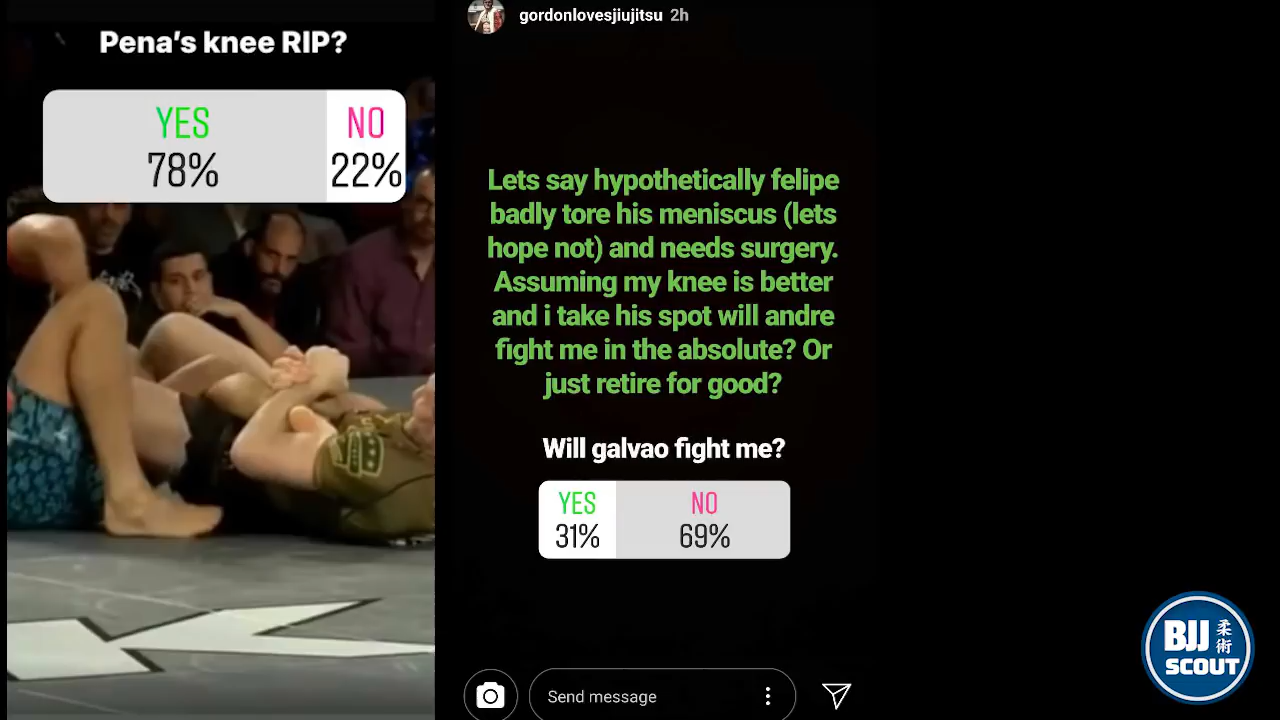 Pena's knee RIP?
YES NO
78% 22%
gordonlovesjiujitsu 2h
Lets say hypothetically felipe
badly tore his meniscus (lets
hope not) and needs surgery.
Assuming my knee is better
and i take his spot will andre
fight me in the absolute? Or
just retire for good?
Will galvao fight me?
YES NO
31% 69%
Send message
BJJ 柔術
SCOUT